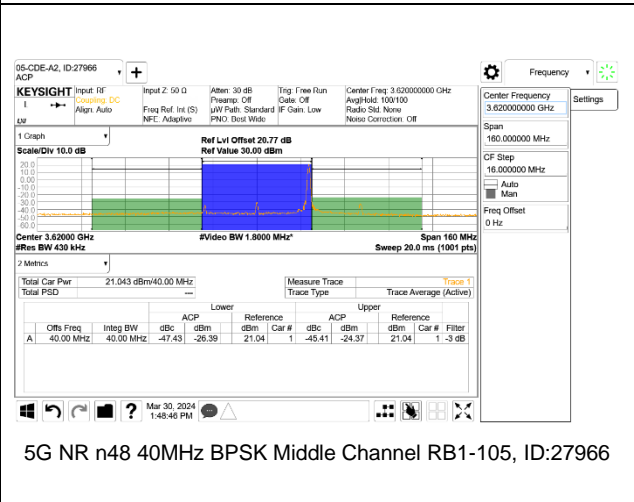 05-CDE-A2, ID:27966
ACP
Frequency
KEYSIGHT
Input: RF
Coupling: DC
Align: Auto
Input Z: 50 Ω
Freq Ref: Int (S)
NFE: Adaptive
Atten: 30 dB
Preamp: Off
µW Path: Standard
PNO: Best Wide
Trig: Free Run
Gate: Off
IF Gain: Low
Center Freq: 3.620000000 GHz
Avg|Hold: 100/100
Radio Std: None
Noise Correction: Off
Center Frequency
3.620000000 GHz
Settings
Span
160.000000 MHz
CF Step
16.000000 MHz
Auto
Man
Freq Offset
0 Hz
1 Graph
Scale/Div 10.0 dB
Ref Lvl Offset 20.77 dB
Ref Value 30.00 dBm
20.0
10.0
0.00
-10.0
-20.0
-30.0
-40.0
-50.0
-60.0
Center 3.62000 GHz
#Video BW 1.8000 MHz*
Span 160 MHz
#Res BW 430 kHz
Sweep 20.0 ms (1001 pts)
2 Metrics
Total Car Pwr 21.043 dBm/40.00 MHz
Total PSD ---
Measure Trace Trace 1
Trace Type Trace Average (Active)
Lower Upper
ACP Reference ACP Reference
Offs Freq Integ BW dBc dBm dBm Car # dBc dBm dBm Car # Filter
A 40.00 MHz 40.00 MHz -47.43 -26.39 21.04 1 -45.41 -24.37 21.04 1 -3 dB
Mar 30, 2024
1:48:46 PM
5G NR n48 40MHz BPSK Middle Channel RB1-105, ID:27966